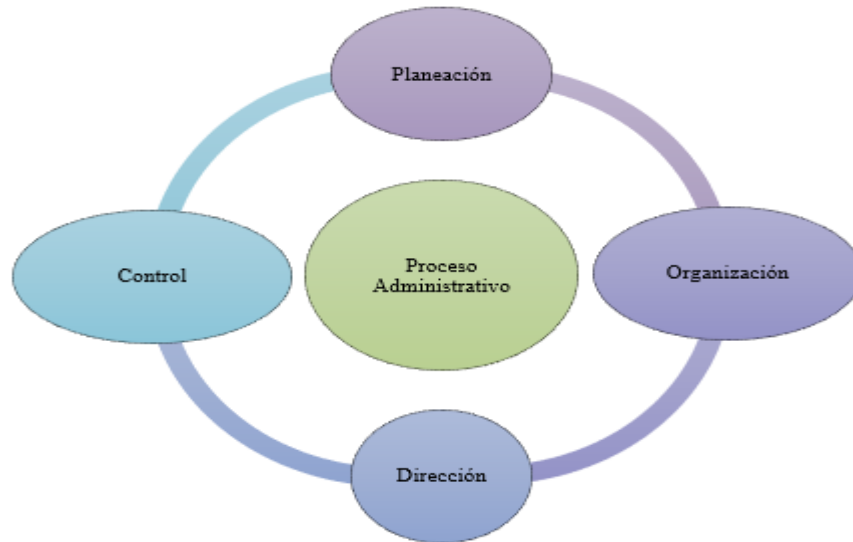 Planeación
Control
Proceso
Administrativo
Organización
Dirección